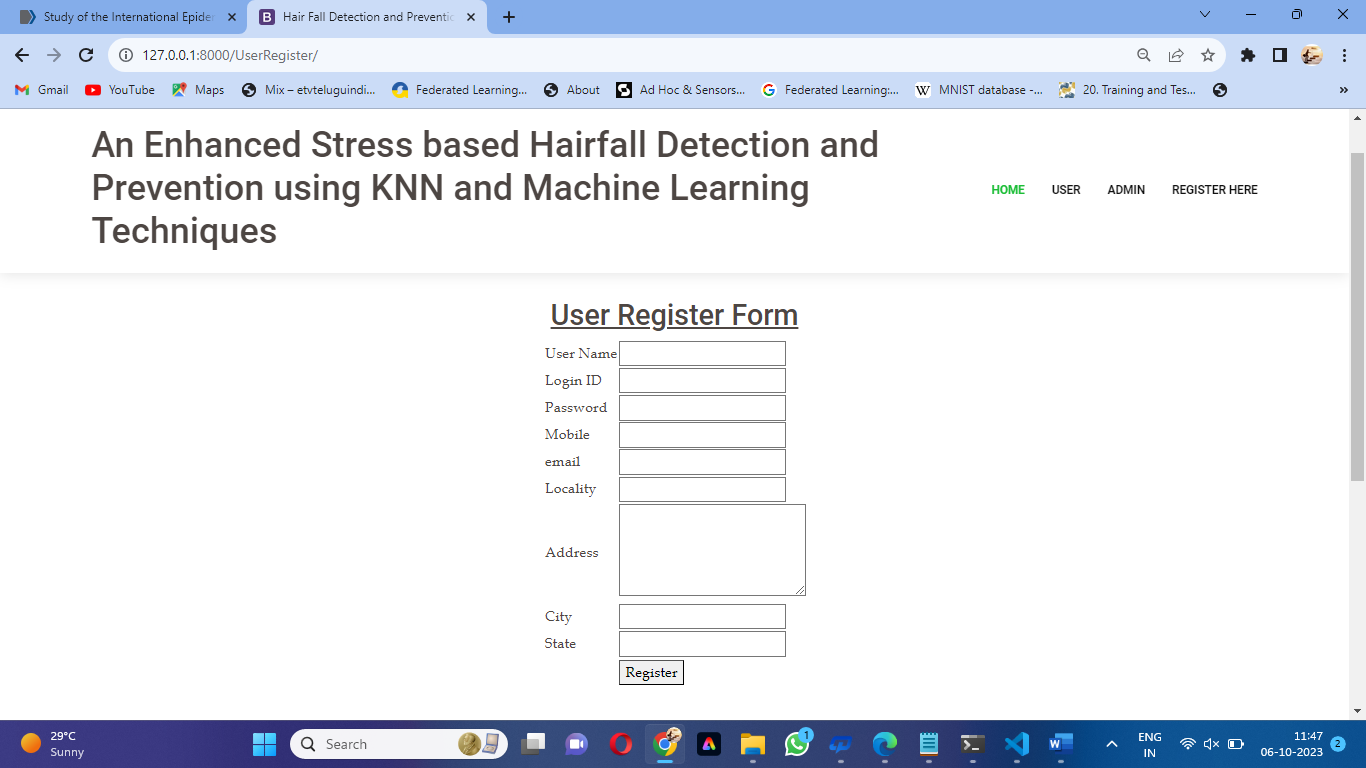 Study of the International Epider
Hair Fall Detection and Preventic
127.0.0.1:8000/UserRegister/
Gmail
YouTube
Maps
Mix – etvteluguindi...
Federated Learning...
About
Ad Hoc & Sensors...
Federated Learning:...
MNIST database -...
20. Training and Tes...
»
An Enhanced Stress based Hairfall Detection and
Prevention using KNN and Machine Learning
Techniques
HOME
USER
ADMIN
REGISTER HERE
User Register Form
User Name
Login ID
Password
Mobile
email
Locality
Address
City
State
Register
29°C
Sunny
Search
1
ENG
IN
11:47
06-10-2023
2